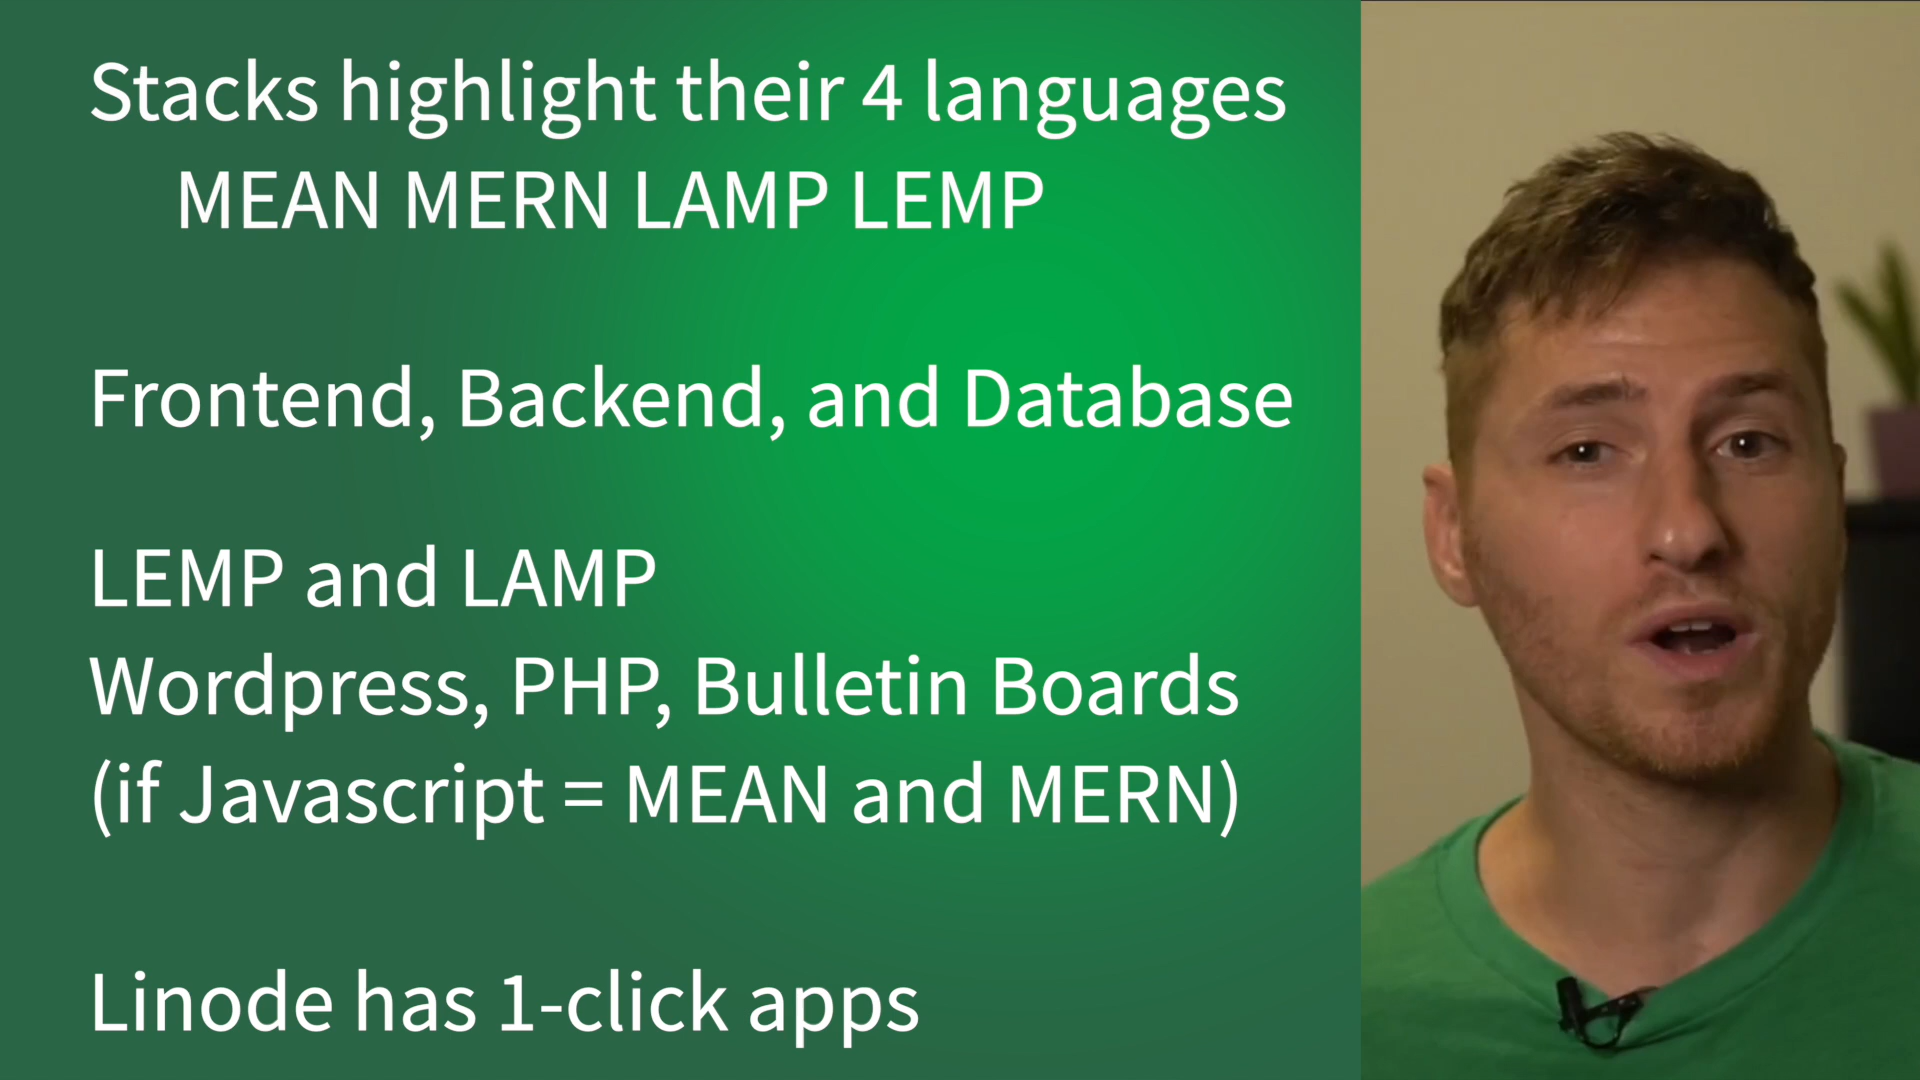 Stacks highlight their 4 languages
MEAN MERN LAMP LEMP
Frontend, Backend, and Database
LEMP and LAMP
Wordpress, PHP, Bulletin Boards
(if Javascript = MEAN and MERN)
Linode has 1-click apps